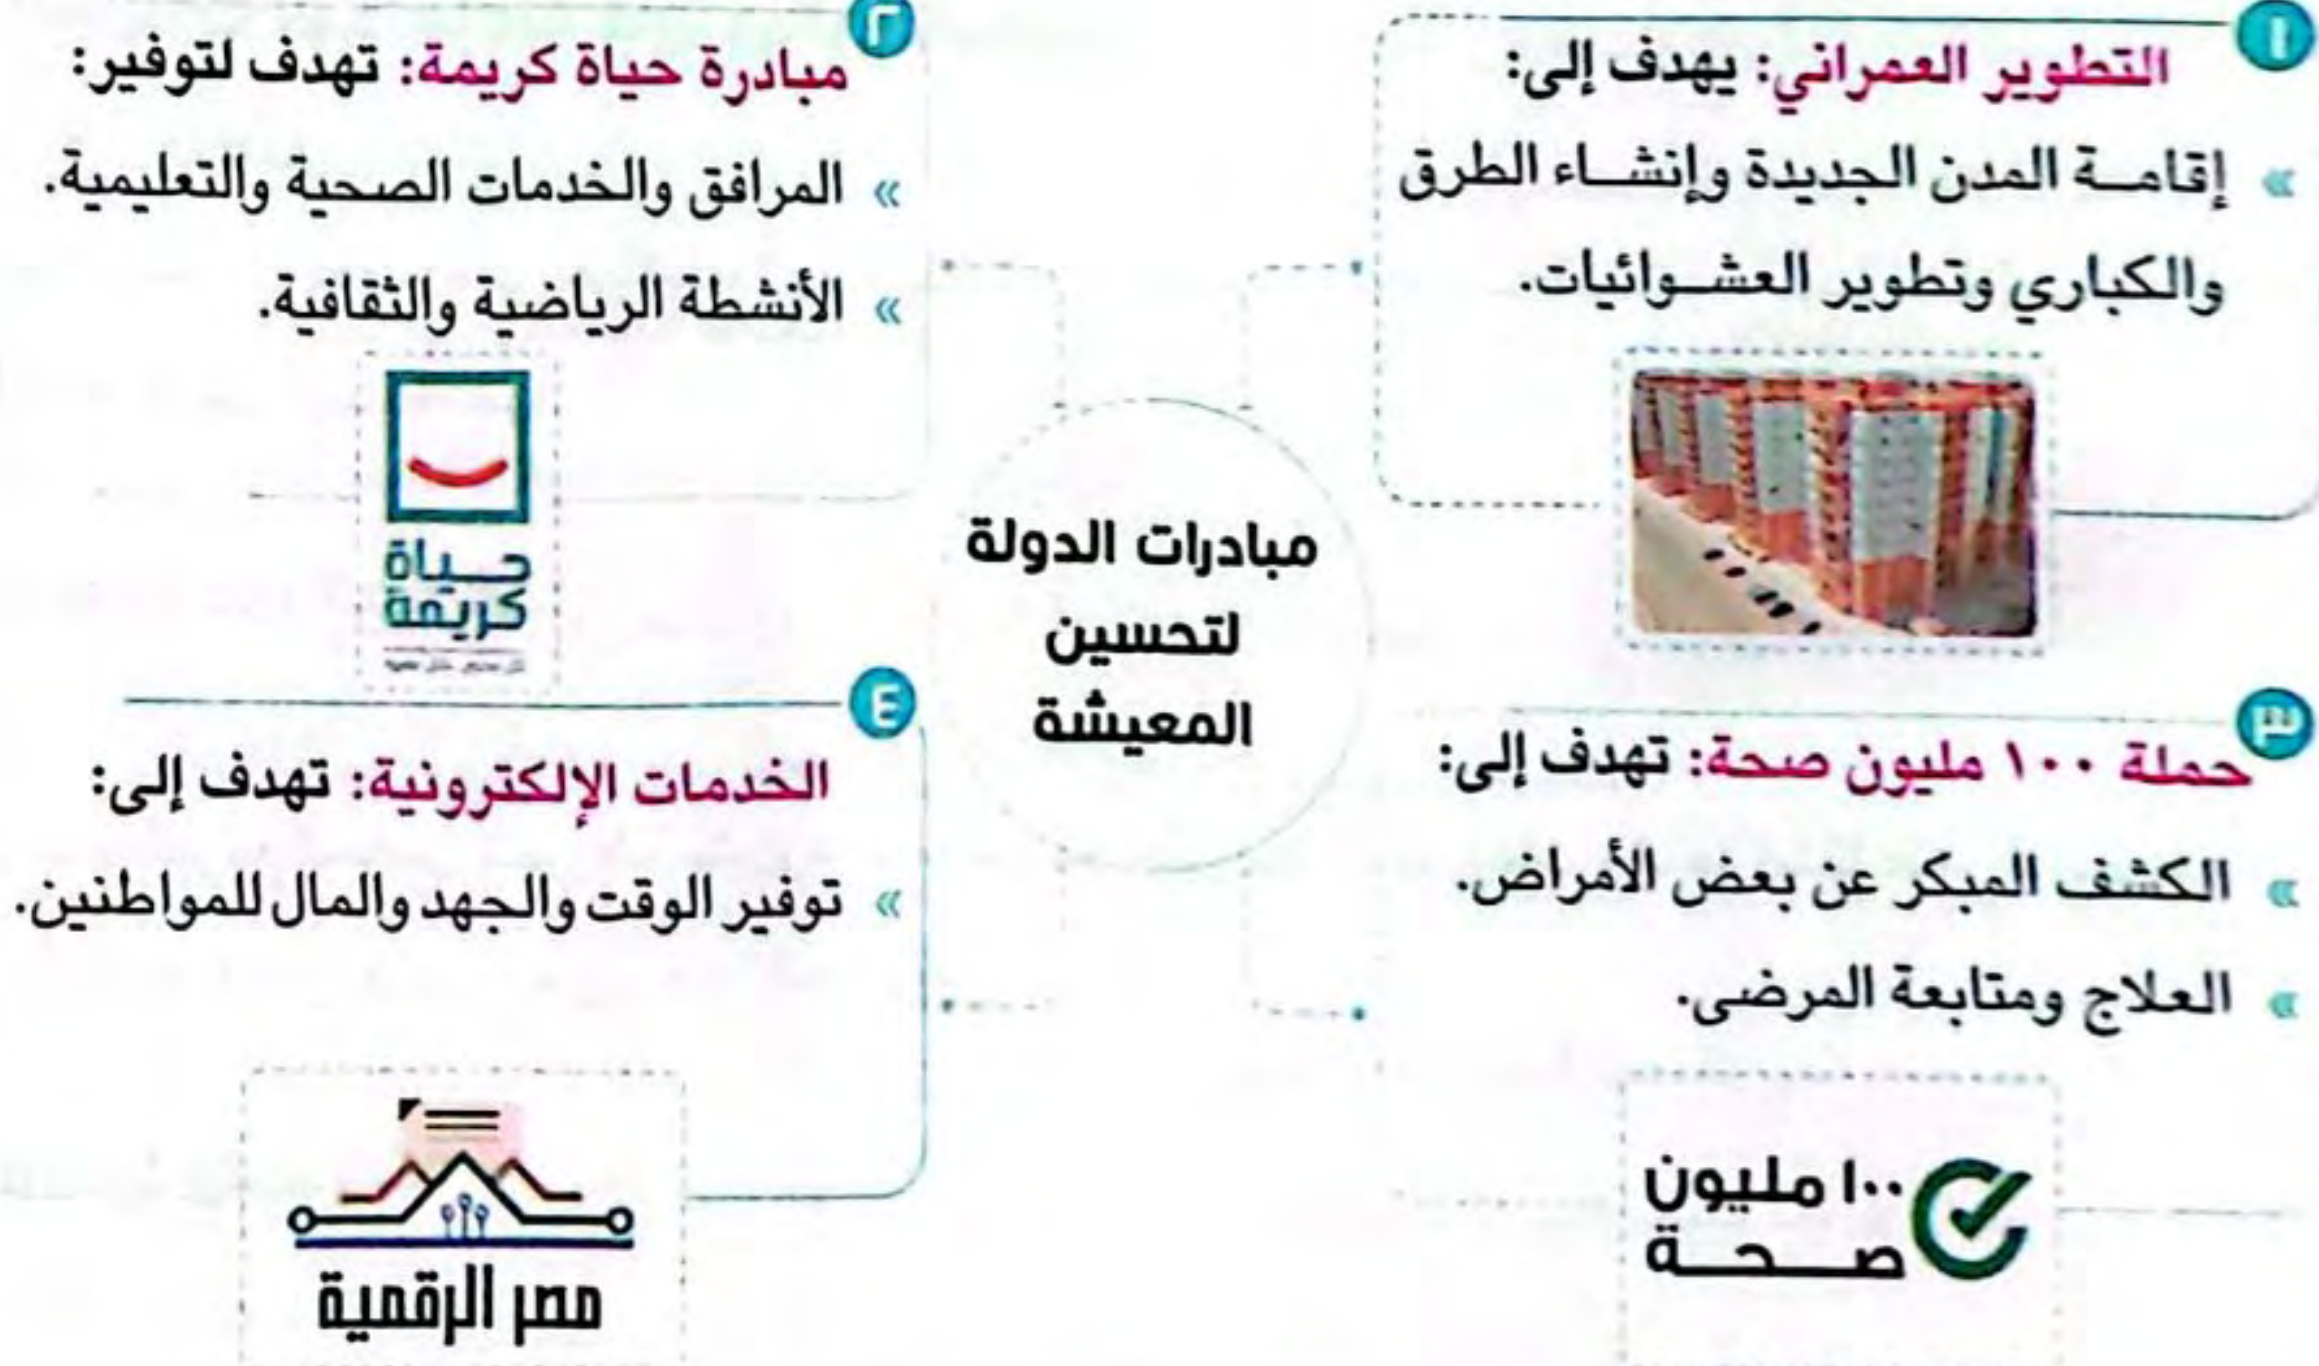 ١
التطوير العمراني: يهدف إلى:
» إقامة المدن الجديدة وإنشاء الطرق
والكباري وتطوير العشوائيات.
٢
مبادرة حياة كريمة: تهدف لتوفير:
» المرافق والخدمات الصحية والتعليمية.
» الأنشطة الرياضية والثقافية.
حياة
كريمة
مبادرات الدولة
لتحسين
المعيشة
٣
حملة ١٠٠ مليون صحة: تهدف إلى:
» الكشف المبكر عن بعض الأمراض.
» العلاج ومتابعة المرضى.
١٠٠ مليون
صحة
٤
الخدمات الإلكترونية: تهدف إلى:
» توفير الوقت والجهد والمال للمواطنين.
مصر الرقمية